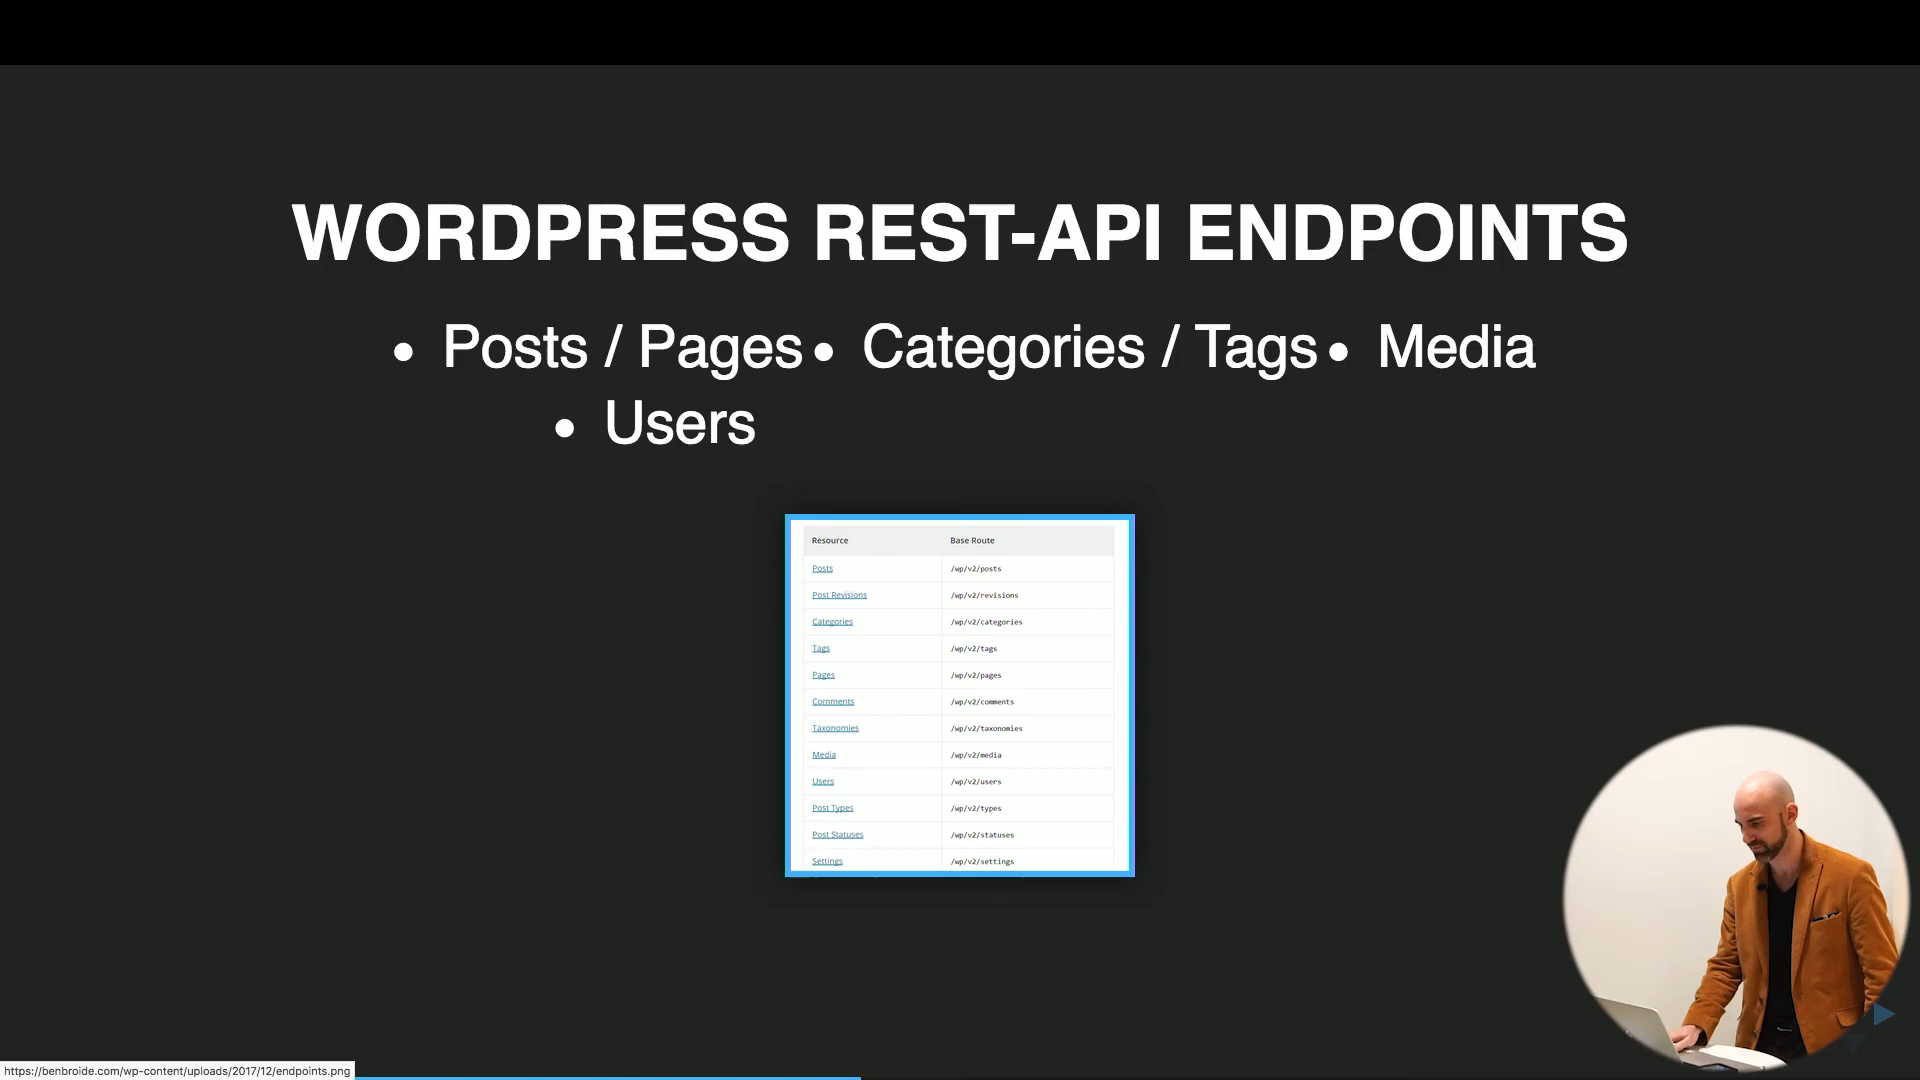 WORDPRESS REST-API ENDPOINTS
• Posts / Pages • Categories / Tags • Media
• Users
Resource Base Route
Posts /wp/v2/posts
Post Revisions /wp/v2/revisions
Categories /wp/v2/categories
Tags /wp/v2/tags
Pages /wp/v2/pages
Comments /wp/v2/comments
Taxonomies /wp/v2/taxonomies
Media /wp/v2/media
Users /wp/v2/users
Post Types /wp/v2/types
Post Statuses /wp/v2/statuses
Settings /wp/v2/settings
https://benbroide.com/wp-content/uploads/2017/12/endpoints.png